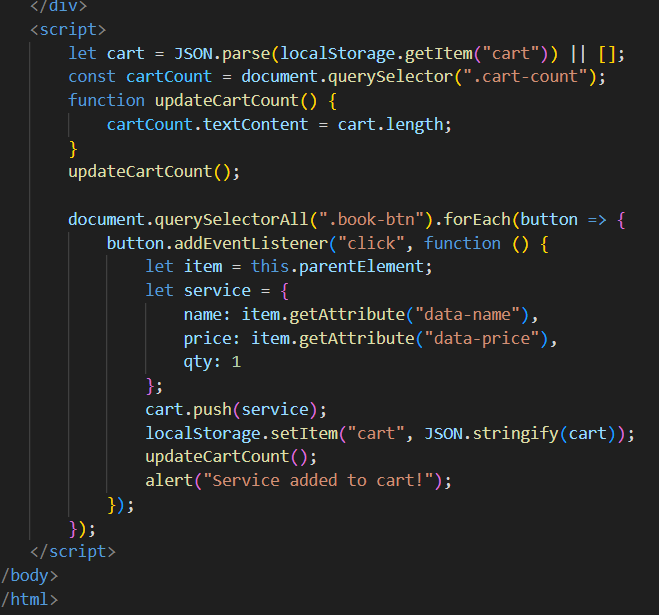 </div>
<script>
let cart = JSON.parse(localStorage.getItem("cart")) || [];
const cartCount = document.querySelector(".cart-count");
function updateCartCount() {
cartCount.textContent = cart.length;
}
updateCartCount();
document.querySelectorAll(".book-btn").forEach(button => {
button.addEventListener("click", function () {
let item = this.parentElement;
let service = {
name: item.getAttribute("data-name"),
price: item.getAttribute("data-price"),
qty: 1
};
cart.push(service);
localStorage.setItem("cart", JSON.stringify(cart));
updateCartCount();
alert("Service added to cart!");
});
});
</script>
/body>
/html>